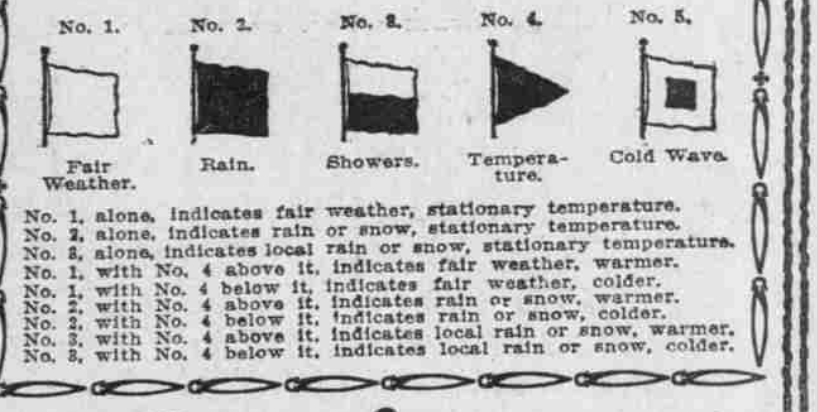 No. 1. No. 2. No. 3. No. 4. No. 5.
Fair Weather. Rain. Showers. Tempera- ture. Cold Wave.
No. 1, alone, indicates fair weather, stationary temperature.
No. 2, alone, indicates rain or snow, stationary temperature.
No. 3, alone, indicates local rain or snow, stationary temperature.
No. 1, with No. 4 above it, indicates fair weather, warmer.
No. 1, with No. 4 below it, indicates fair weather, colder.
No. 2, with No. 4 above it, indicates rain or snow, warmer.
No. 2, with No. 4 below it, indicates rain or snow, colder.
No. 3, with No. 4 above it, indicates local rain or snow, warmer.
No. 3, with No. 4 below it, indicates local rain or snow, colder.